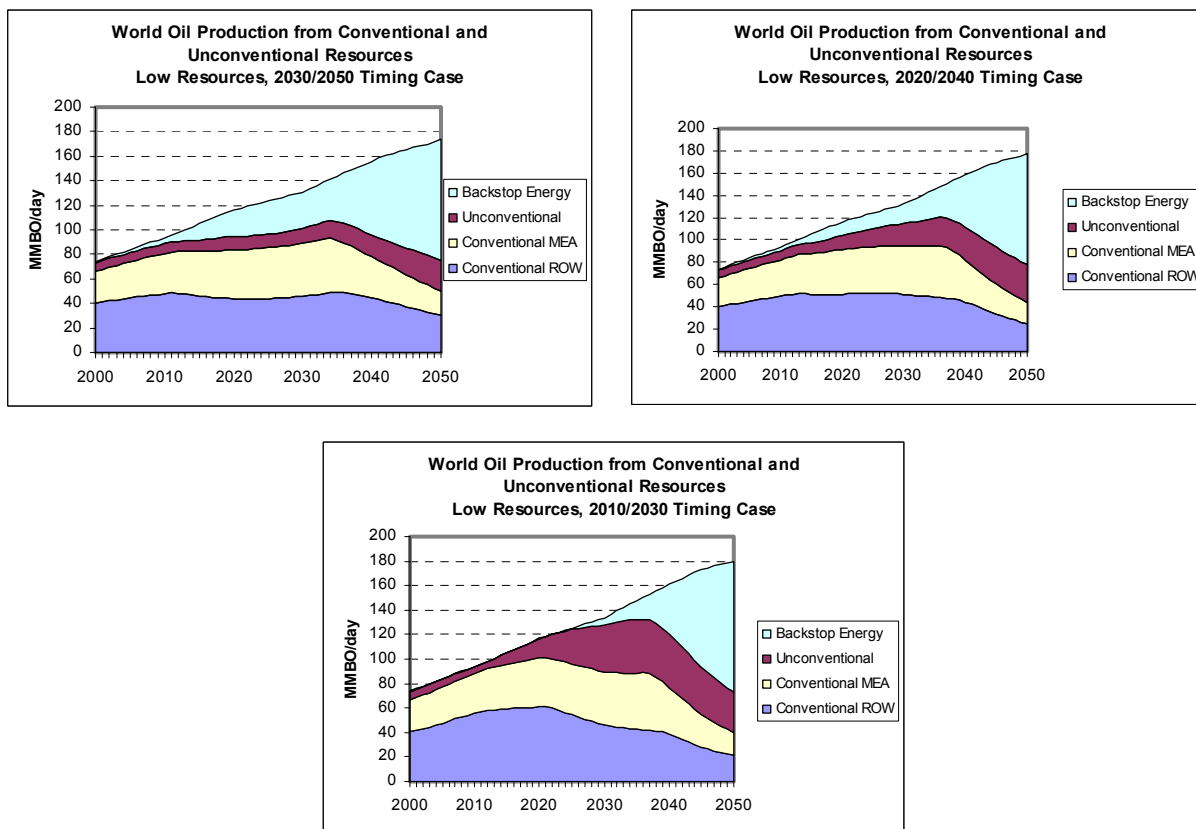 World Oil Production from Conventional and
Unconventional Resources
Low Resources, 2030/2050 Timing Case
200
180
160
140
120
100
80
60
40
20
0
MMBO/day
2000 2010 2020 2030 2040 2050
Backstop Energy
Unconventional
Conventional MEA
Conventional ROW
World Oil Production from Conventional and
Unconventional Resources
Low Resources, 2020/2040 Timing Case
200
180
160
140
120
100
80
60
40
20
0
MMBO/day
2000 2010 2020 2030 2040 2050
Backstop Energy
Unconventional
Conventional MEA
Conventional ROW
World Oil Production from Conventional and
Unconventional Resources
Low Resources, 2010/2030 Timing Case
200
180
160
140
120
100
80
60
40
20
0
MMBO/day
2000 2010 2020 2030 2040 2050
Backstop Energy
Unconventional
Conventional MEA
Conventional ROW